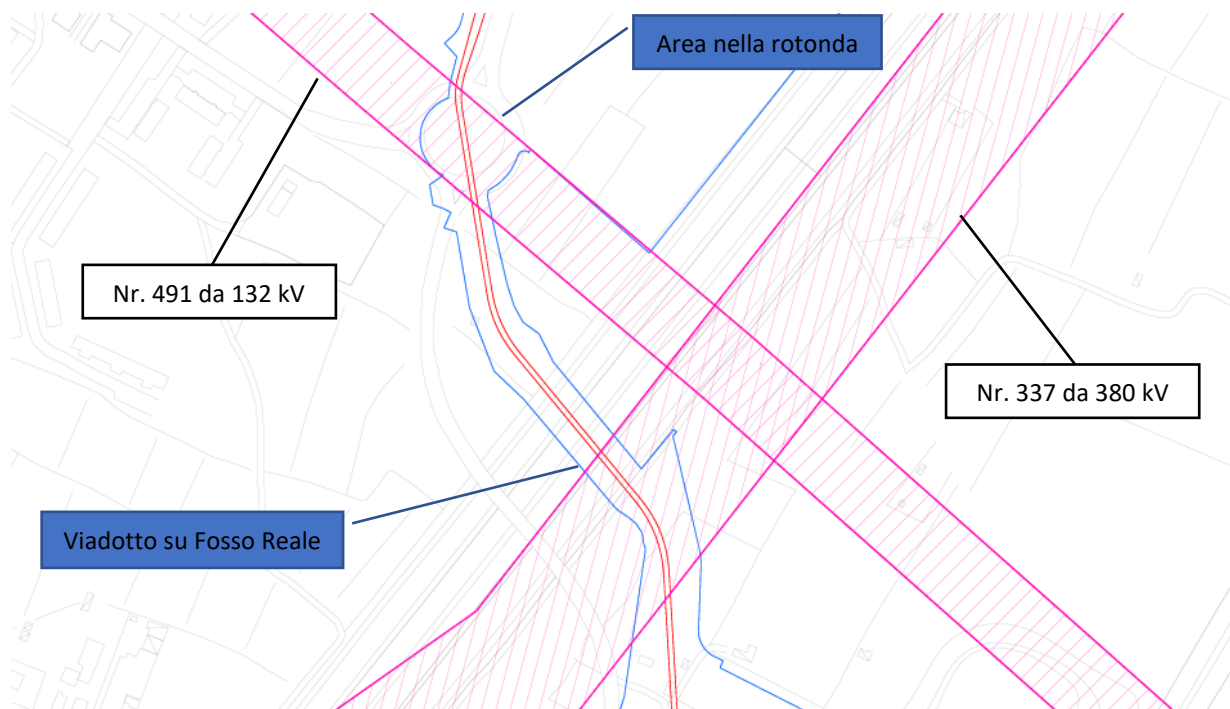 Area nella rotonda
Nr. 491 da 132 kV
Nr. 337 da 380 kV
Viadotto su Fosso Reale